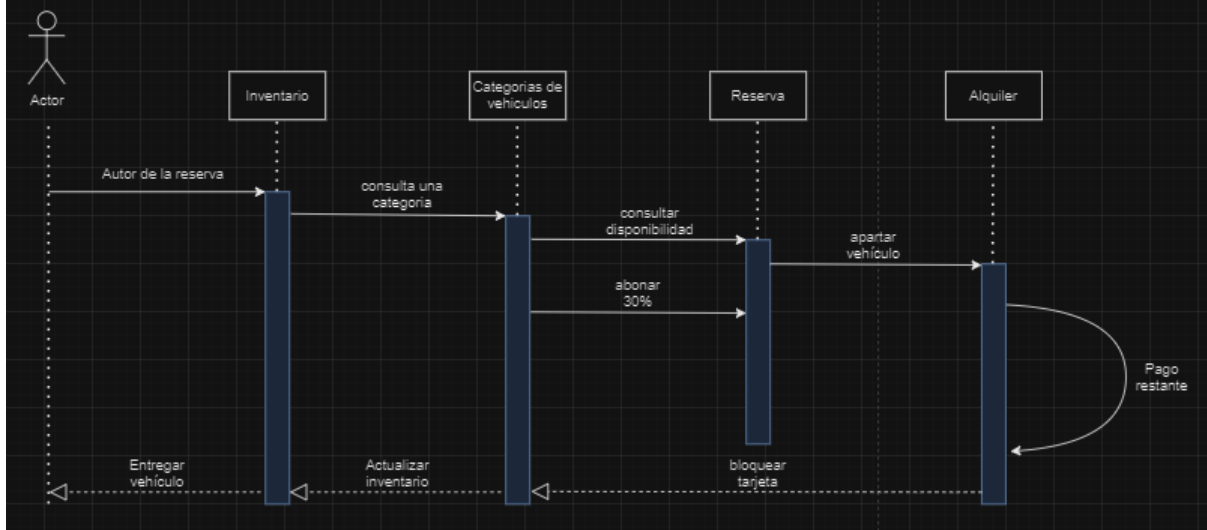 Actor
Inventario
Categorias de
vehículos
Reserva
Alquiler
Autor de la reserva
consulta una
categoria
consultar
disponibilidad
apartar
vehículo
abonar
30%
Pago
restante
Entregar
vehículo
Actualizar
inventario
bloquear
tarjeta